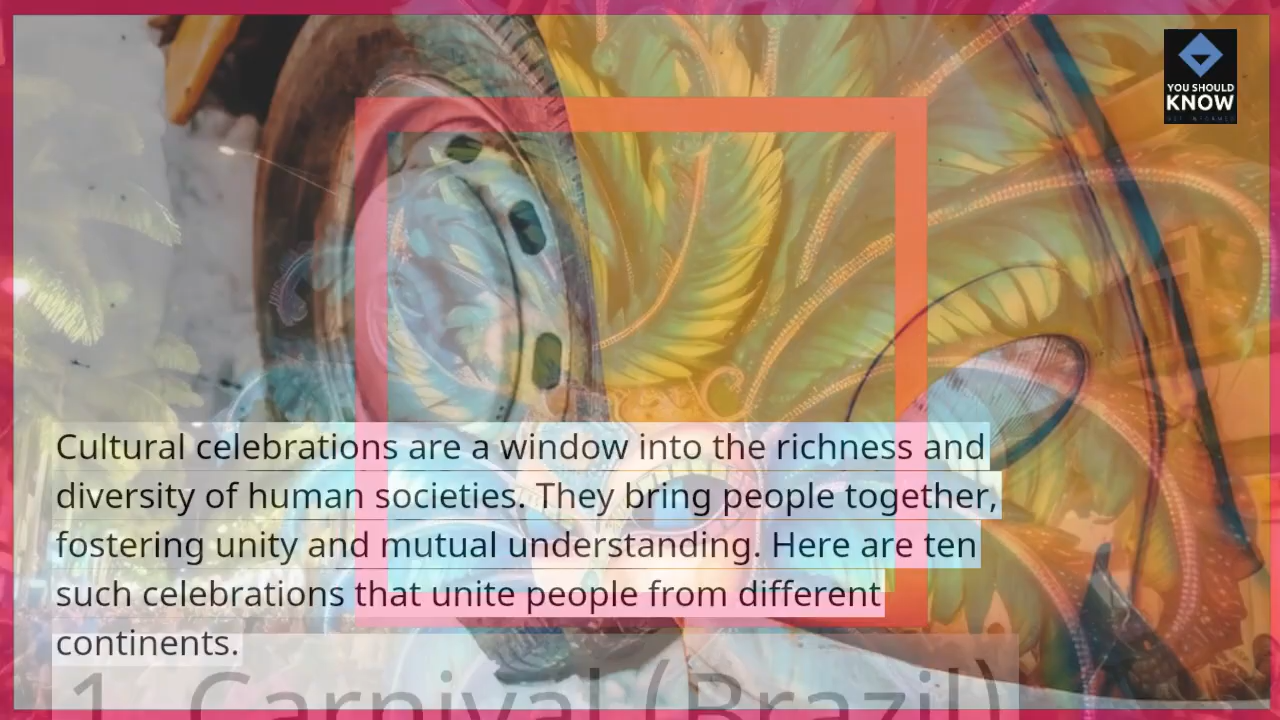 YOU SHOULD
KNOW
GET INFORMED
Cultural celebrations are a window into the richness and
diversity of human societies. They bring people together,
fostering unity and mutual understanding. Here are ten
such celebrations that unite people from different
continents.
1. Carnival (Brazil)